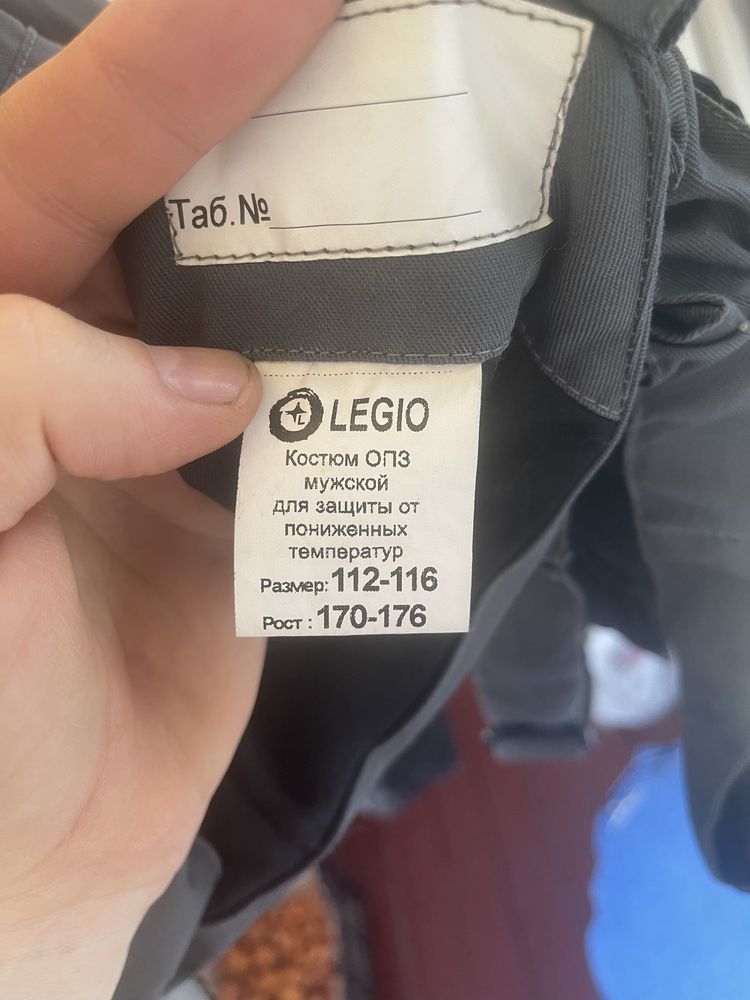 Таб.№
LEGIO
Костюм ОПЗ
мужской
для защиты от
пониженных
температур
Размер: 112-116
Рост : 170-176